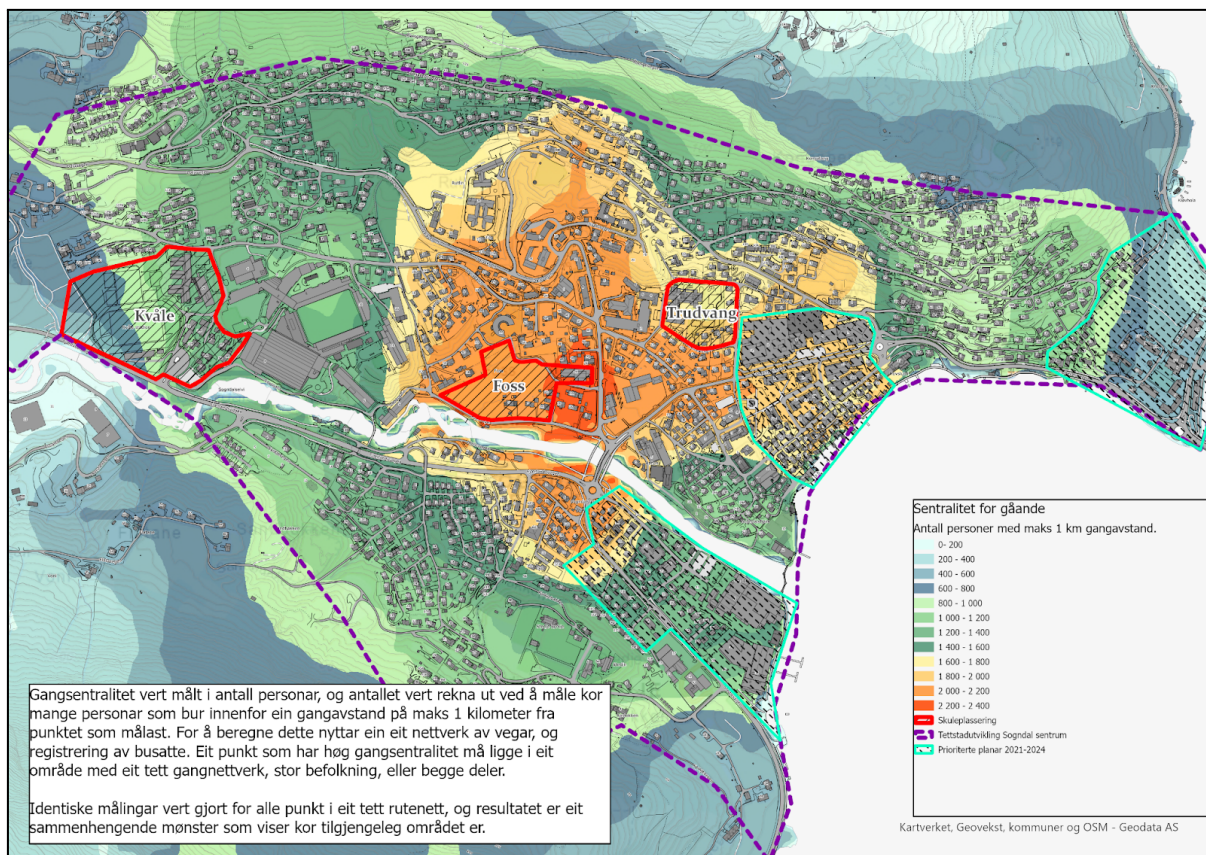 Kvåle
Trudvang
Foss
Sentralitet for gåande
Antall personer med maks 1 km gangavstand.
0- 200
200 - 400
400 - 600
600 - 800
800 - 1 000
1 000 - 1 200
1 200 - 1 400
1 400 - 1 600
1 600 - 1 800
1 800 - 2 000
2 000 - 2 200
2 200 - 2 400
Skuleplassering
Tettstadutvikling Sogndal sentrum
Prioriterte planar 2021-2024
Gangsentralitet vert målt i antall personar, og antallet vert rekna ut ved å måle kor
mange personar som bur innenfor ein gangavstand på maks 1 kilometer fra
punktet som målast. For å beregne dette nyttar ein eit nettverk av vegar, og
registrering av busatte. Eit punkt som har høg gangsentralitet må ligge i eit
område med eit tett gangnettverk, stor befolkning, eller begge deler.
Identiske målingar vert gjort for alle punkt i eit tett rutenett, og resultatet er eit
sammenhengende mønster som viser kor tilgjengeleg området er.
Kartverket, Geovekst, kommuner og OSM - Geodata AS